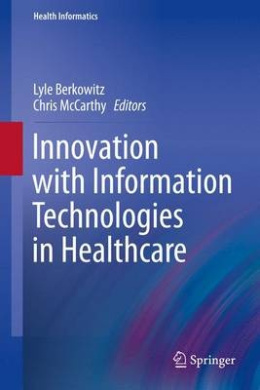 Health Informatics
Lyle Berkowitz
Chris McCarthy Editors
Innovation
with Information
Technologies
in Healthcare
Springer